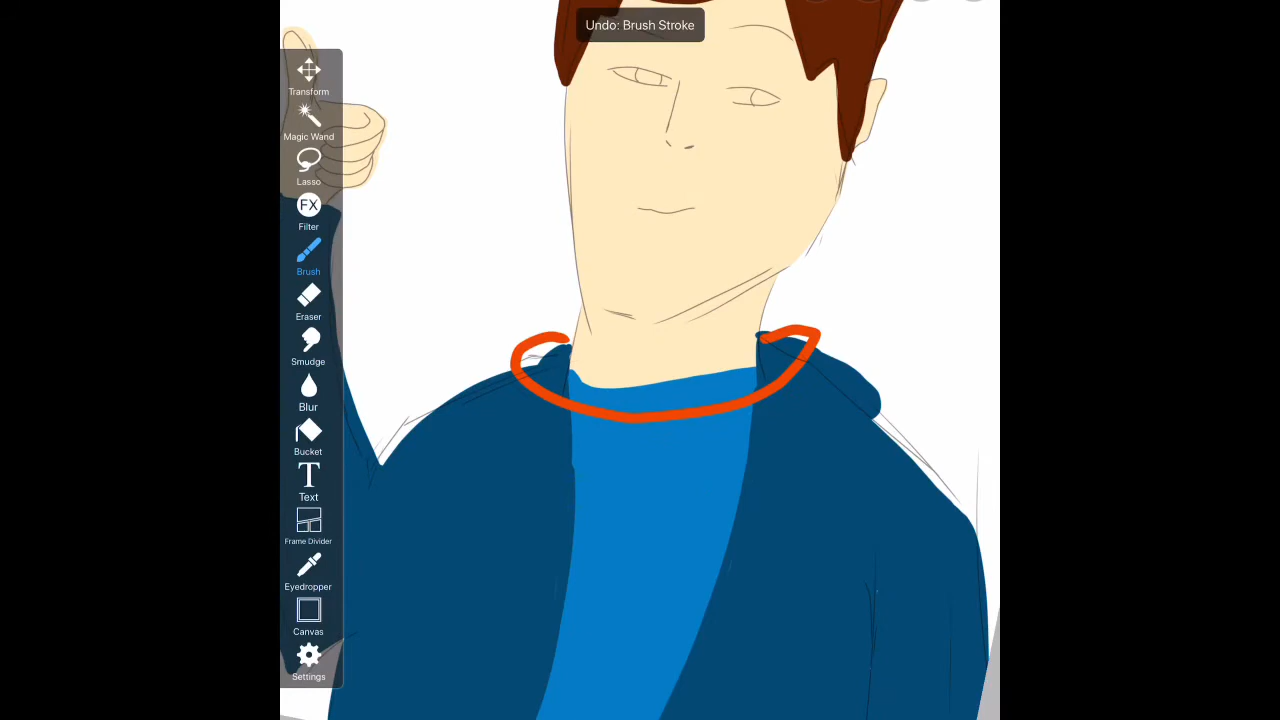 Undo: Brush Stroke
Transform
Magic Wand
Lasso
FX
Filter
Brush
Eraser
Smudge
Blur
Bucket
T
Text
Frame Divider
Eyedropper
Canvas
Settings